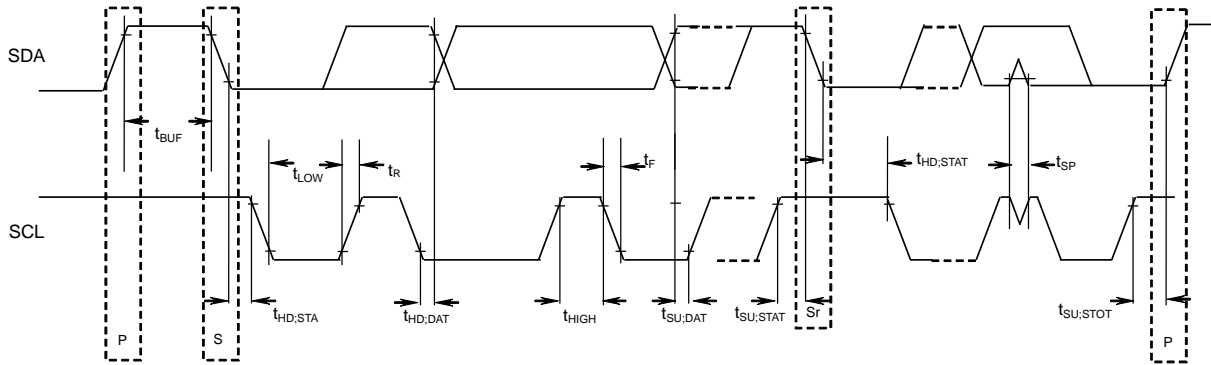 SDA
tBUF
tLOW
tR
tF
tHD;STAT
tSP
SCL
tHD;STA
tHD;DAT
tHIGH
tSU;DAT
tSU;STAT
Sr
tSU;STOT
P
S
P